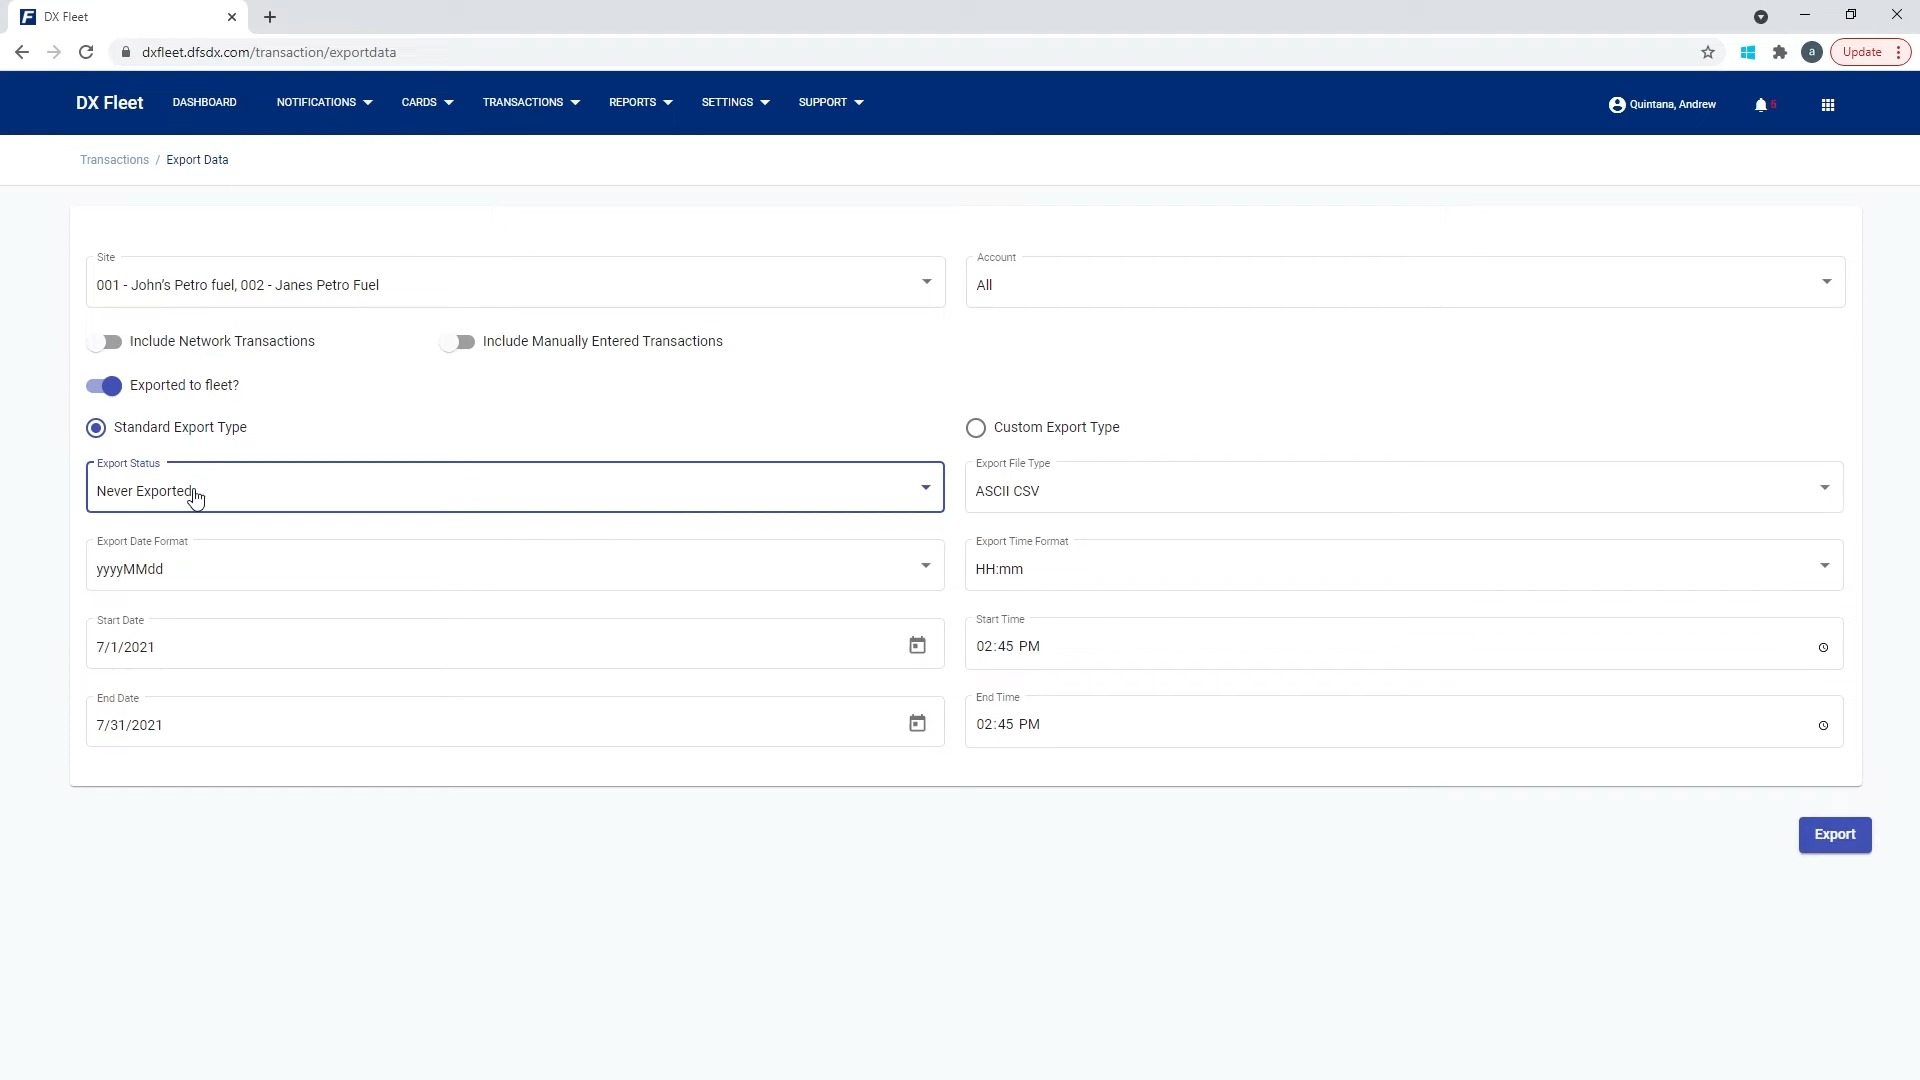 DX Fleet
dxfleet.dfsdx.com/transaction/exportdata
a
Update
DX Fleet DASHBOARD NOTIFICATIONS CARDS TRANSACTIONS REPORTS SETTINGS SUPPORT Quintana, Andrew 5
Transactions / Export Data
Site
001 - John's Petro fuel, 002 - Janes Petro Fuel
Account
All
Include Network Transactions Include Manually Entered Transactions
Exported to fleet?
Standard Export Type Custom Export Type
Export Status
Never Exported
Export File Type
ASCII CSV
Export Date Format
yyyyMMdd
Export Time Format
HH:mm
Start Date
7/1/2021
Start Time
02:45 PM
End Date
7/31/2021
End Time
02:45 PM
Export